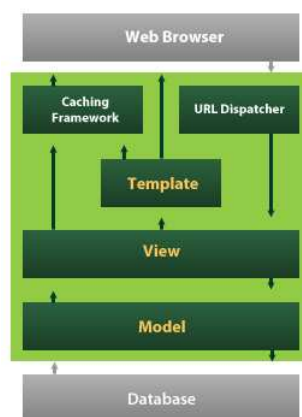 Web Browser
Caching
Framework
URL Dispatcher
Template
View
Model
Database